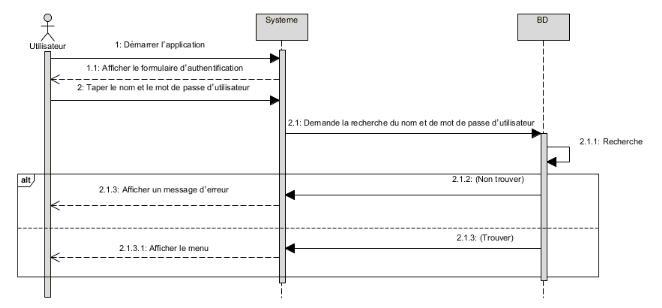 Systeme
BD
Utilisateur
1: Démarrer l'application
1.1: Afficher le formulaire d'authentification
2: Taper le nom et le mot de passe d'utilisateur
2.1: Demande la recherche du nom et de mot de passe d'utilisateur
2.1.1: Recherche
alt
2.1.2: (Non trouver)
2.1.3: Afficher un message d'erreur
2.1.3: (Trouver)
2.1.3.1: Afficher le menu